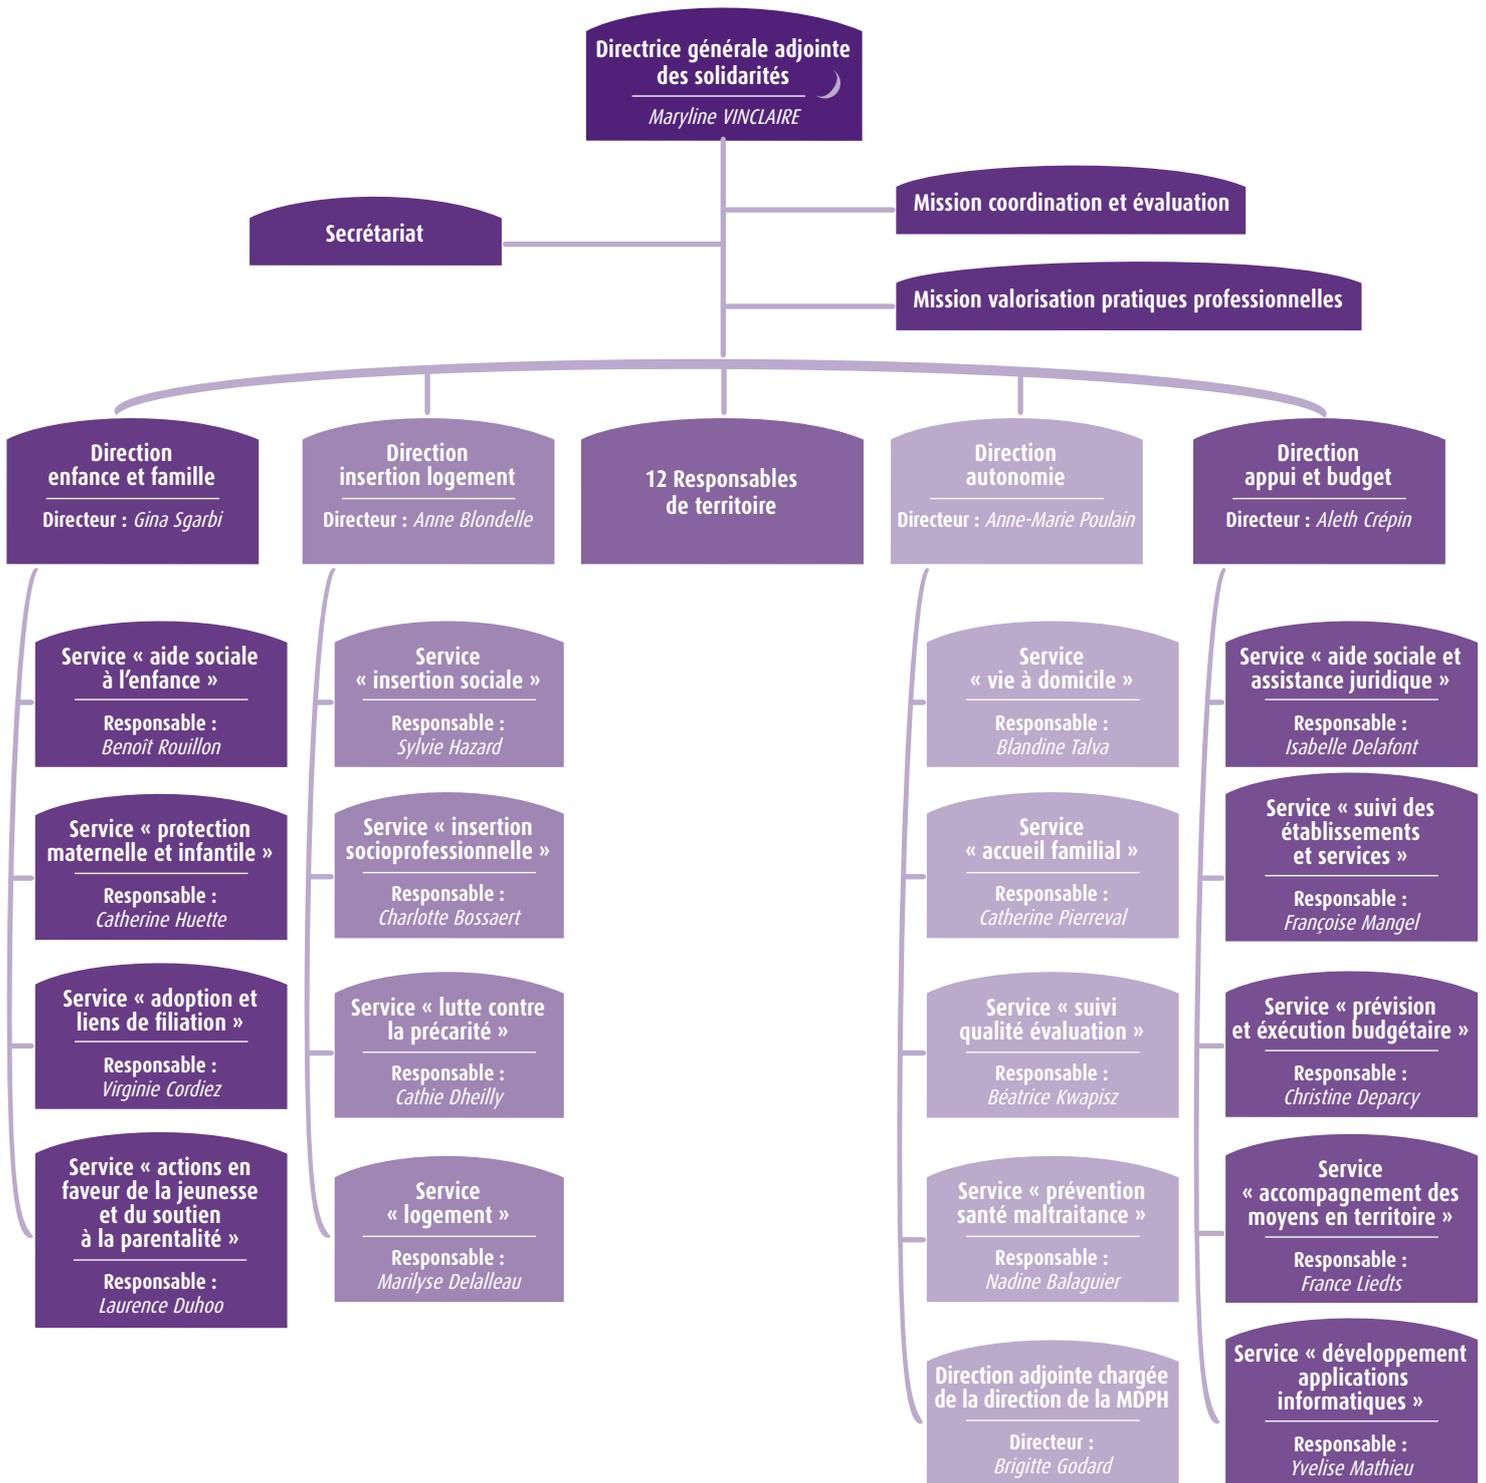 Directrice générale adjointe
des solidarités
Maryline VINCLAIRE
Mission coordination et évaluation
Secrétariat
Mission valorisation pratiques professionnelles
Direction
enfance et famille
Directeur : Gina Sgarbi
Direction
insertion logement
Directeur : Anne Blondelle
12 Responsables
de territoire
Direction
autonomie
Directeur : Anne-Marie Poulain
Direction
appui et budget
Directeur : Aleth Crépin
Service « aide sociale
à l'enfance »
Responsable :
Benoît Rouillon
Service « protection
maternelle et infantile »
Responsable :
Catherine Huette
Service « adoption et
liens de filiation »
Responsable :
Virginie Cordiez
Service « actions en
faveur de la jeunesse
et du soutien
à la parentalité »
Responsable :
Laurence Duhoo
Service
« insertion sociale »
Responsable :
Sylvie Hazard
Service « insertion
socioprofessionnelle »
Responsable :
Charlotte Bossaert
Service « lutte contre
la précarité »
Responsable :
Cathie Dheilly
Service
« logement »
Responsable :
Marilyse Delalleau
Service
« vie à domicile »
Responsable :
Blandine Talva
Service
« accueil familial »
Responsable :
Catherine Pierreval
Service « suivi
qualité évaluation »
Responsable :
Béatrice Kwapisz
Service « prévention
santé maltraitance »
Responsable :
Nadine Balaguier
Direction adjointe chargée
de la direction de la MDPH
Directeur :
Brigitte Godard
Service « aide sociale et
assistance juridique »
Responsable :
Isabelle Delafont
Service « suivi des
établissements
et services »
Responsable :
Françoise Mangel
Service « prévision
et éxécution budgétaire »
Responsable :
Christine Deparcy
Service
« accompagnement des
moyens en territoire »
Responsable :
France Liedts
Service « développement
applications
informatiques »
Responsable :
Yvelise Mathieu